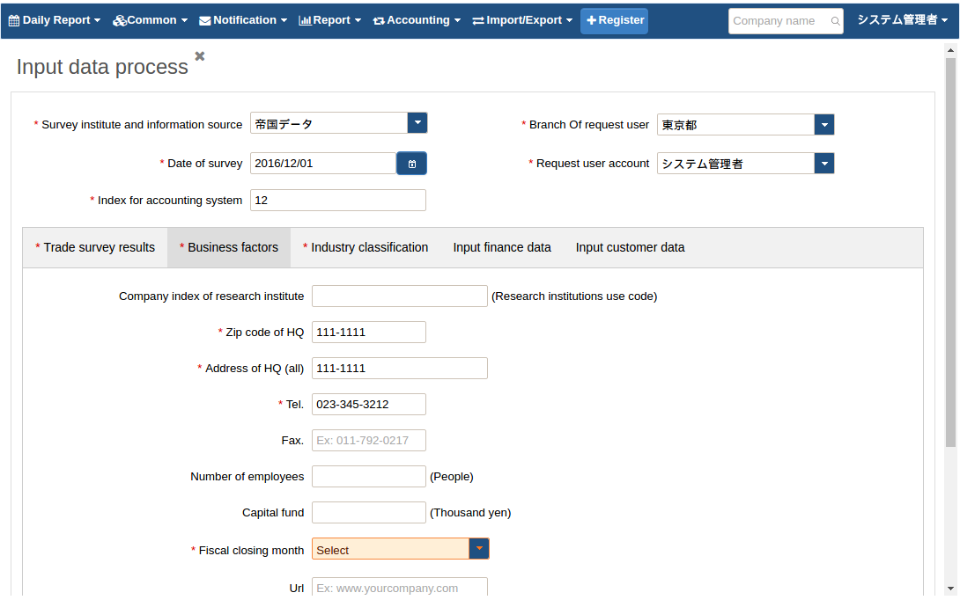 Daily Report Common Notification Report Accounting Import/Export Register Company name システム管理者
Input data process
* Survey institute and information source 帝国データ * Branch Of request user 東京都
* Date of survey 2016/12/01 * Request user account システム管理者
* Index for accounting system 12
* Trade survey results * Business factors * Industry classification Input finance data Input customer data
Company index of research institute (Research institutions use code)
* Zip code of HQ 111-1111
* Address of HQ (all) 111-1111
* Tel. 023-345-3212
Fax. Ex: 011-792-0217
Number of employees (People)
Capital fund (Thousand yen)
* Fiscal closing month Select
Url Ex: www.yourcompany.com